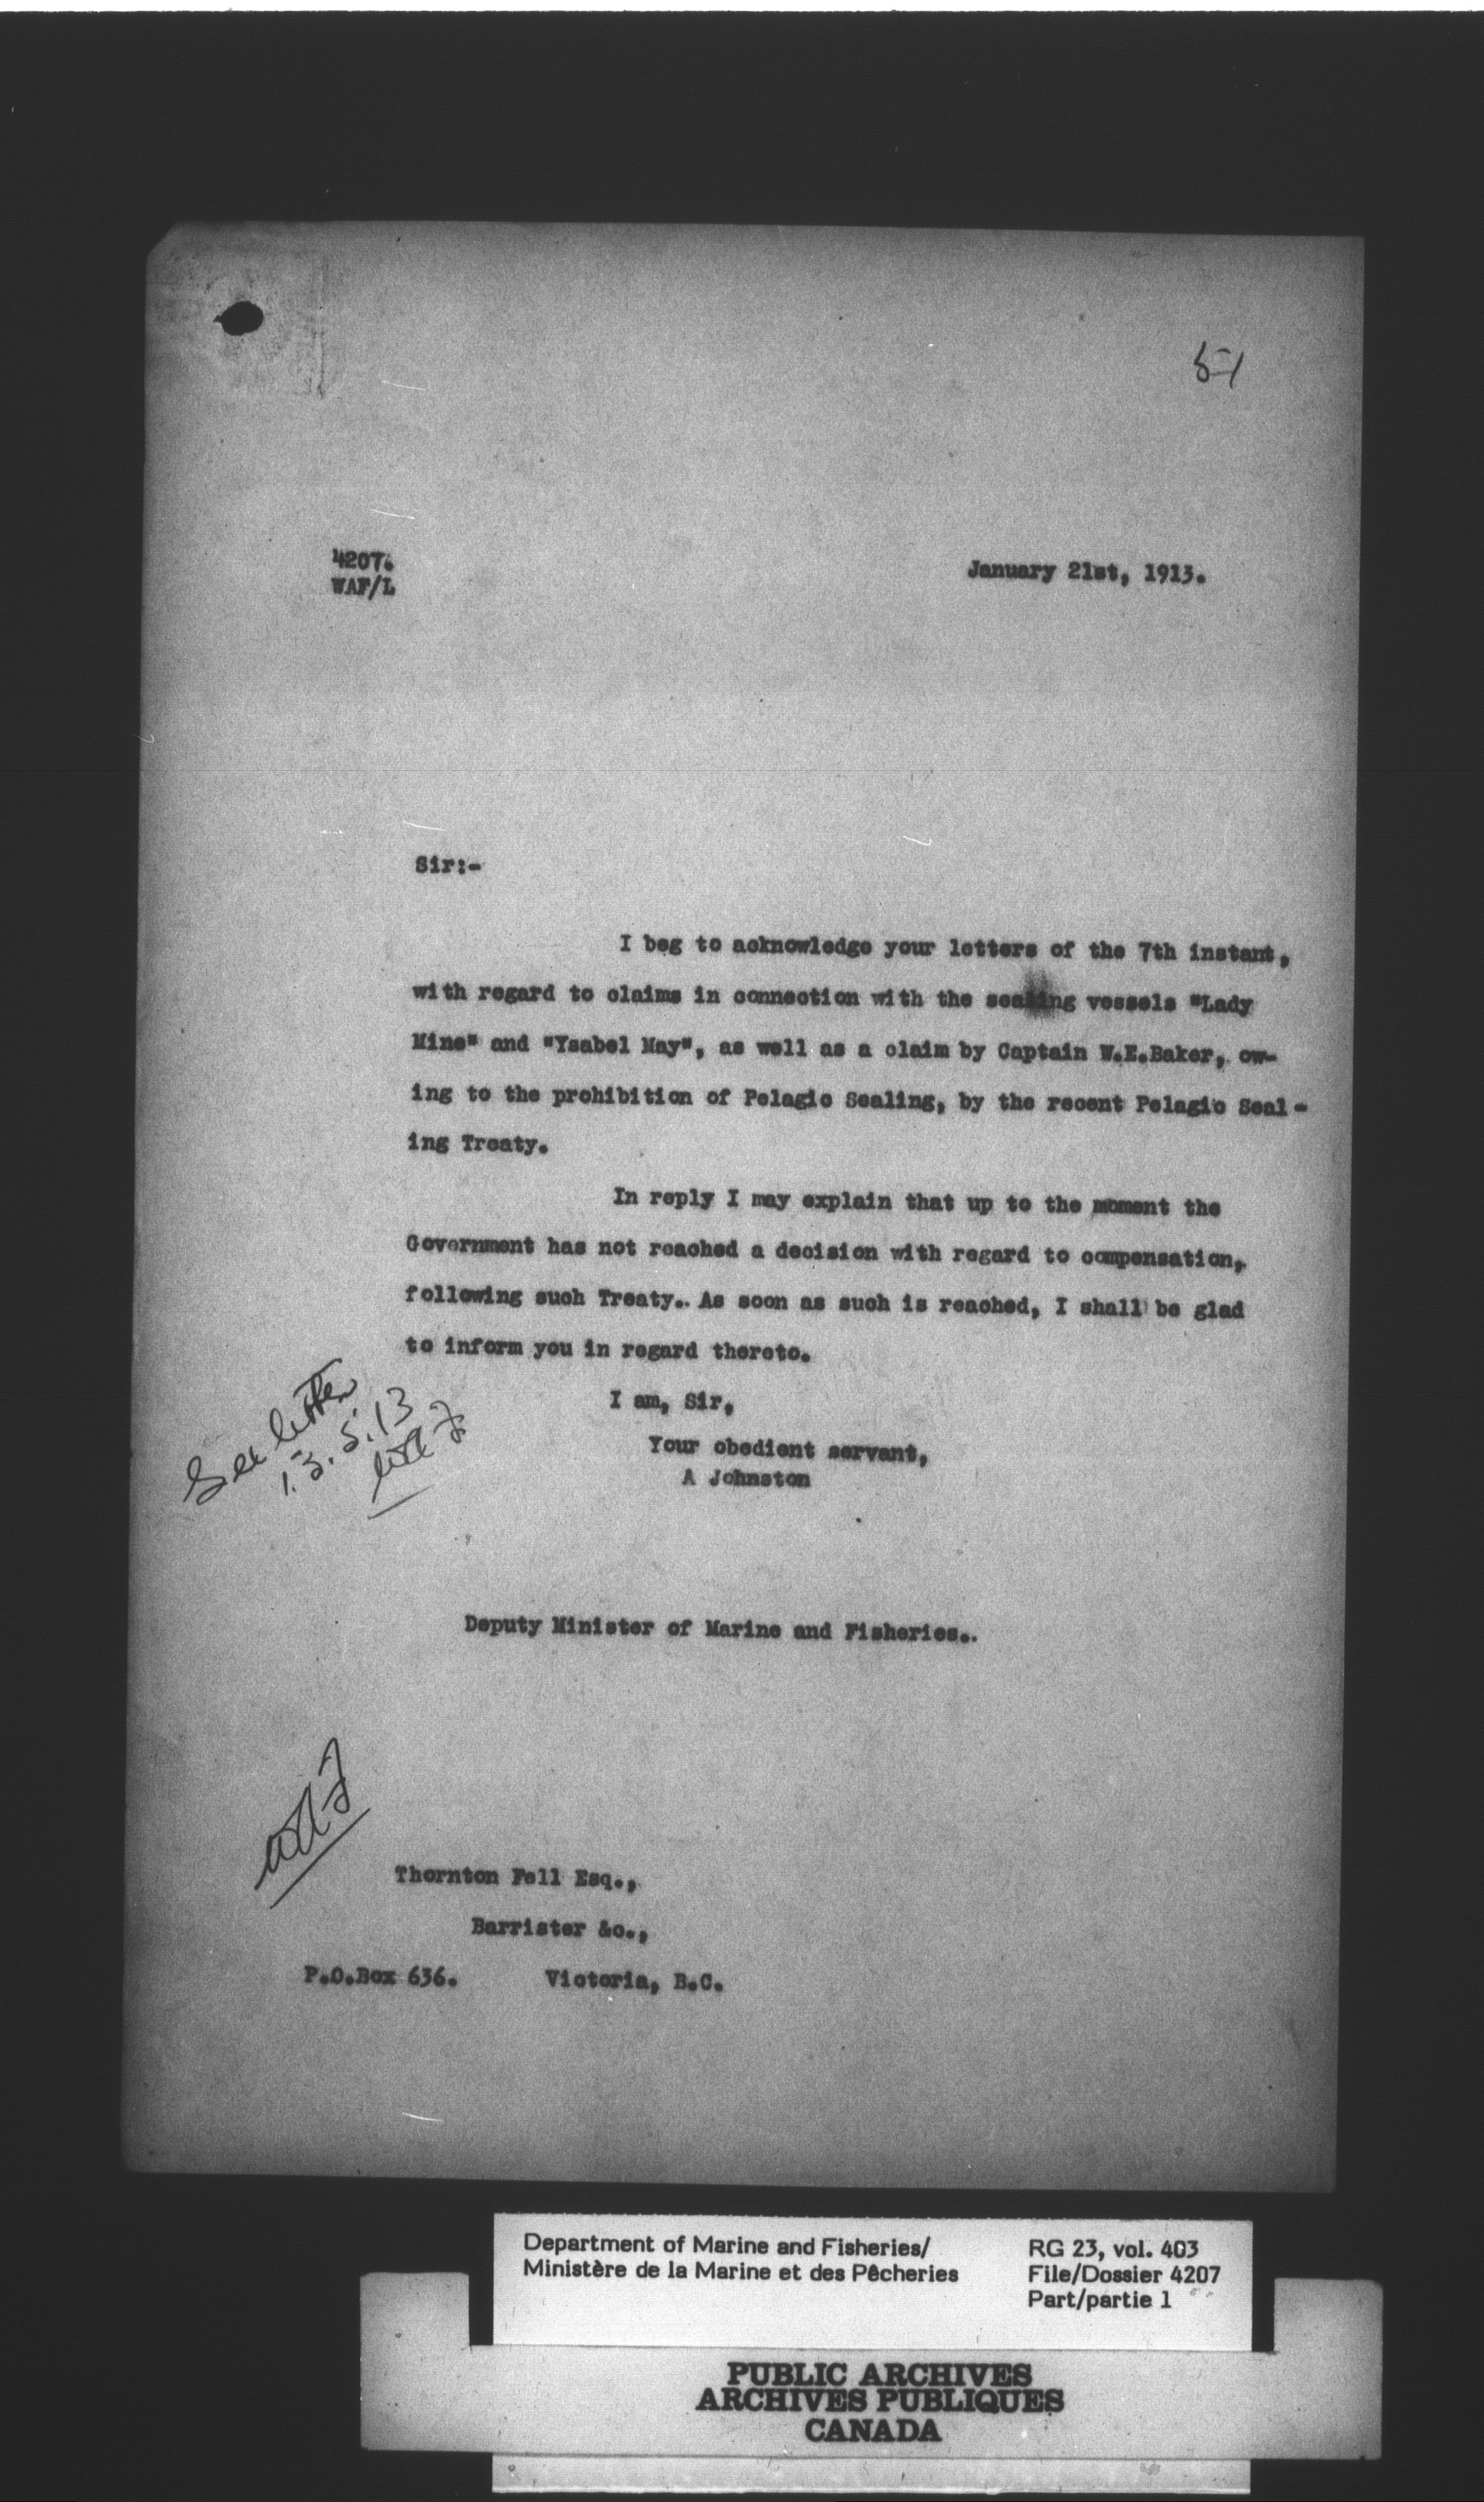 51
4207.
WAF/L
January 21st, 1913.
Sir:-
I beg to acknowledge your letters of the 7th instant,
with regard to claims in connection with the sealing vessels "Lady
Mine" and "Ysabel May", as well as a claim by Captain W.E.Baker, ow-
ing to the prohibition of Pelagic Sealing, by the recent Pelagic Seal-
ing Treaty.
In reply I may explain that up to the moment the
Government has not reached a decision with regard to compensation,
following such Treaty.. As soon as such is reached, I shall be glad
to inform you in regard thereto.
I am, Sir,
Your obedient servant,
A Johnston
See letter
13.5.13
Deputy Minister of Marine and Fisheries..
Thornton Fell Esq.,
Barrister &c.,
P.O.Box 636. Victoria, B.C.
Department of Marine and Fisheries/
Ministère de la Marine et des Pêcheries
RG 23, vol. 403
File/Dossier 4207
Part/partie 1
PUBLIC ARCHIVES
ARCHIVES PUBLIQUES
CANADA